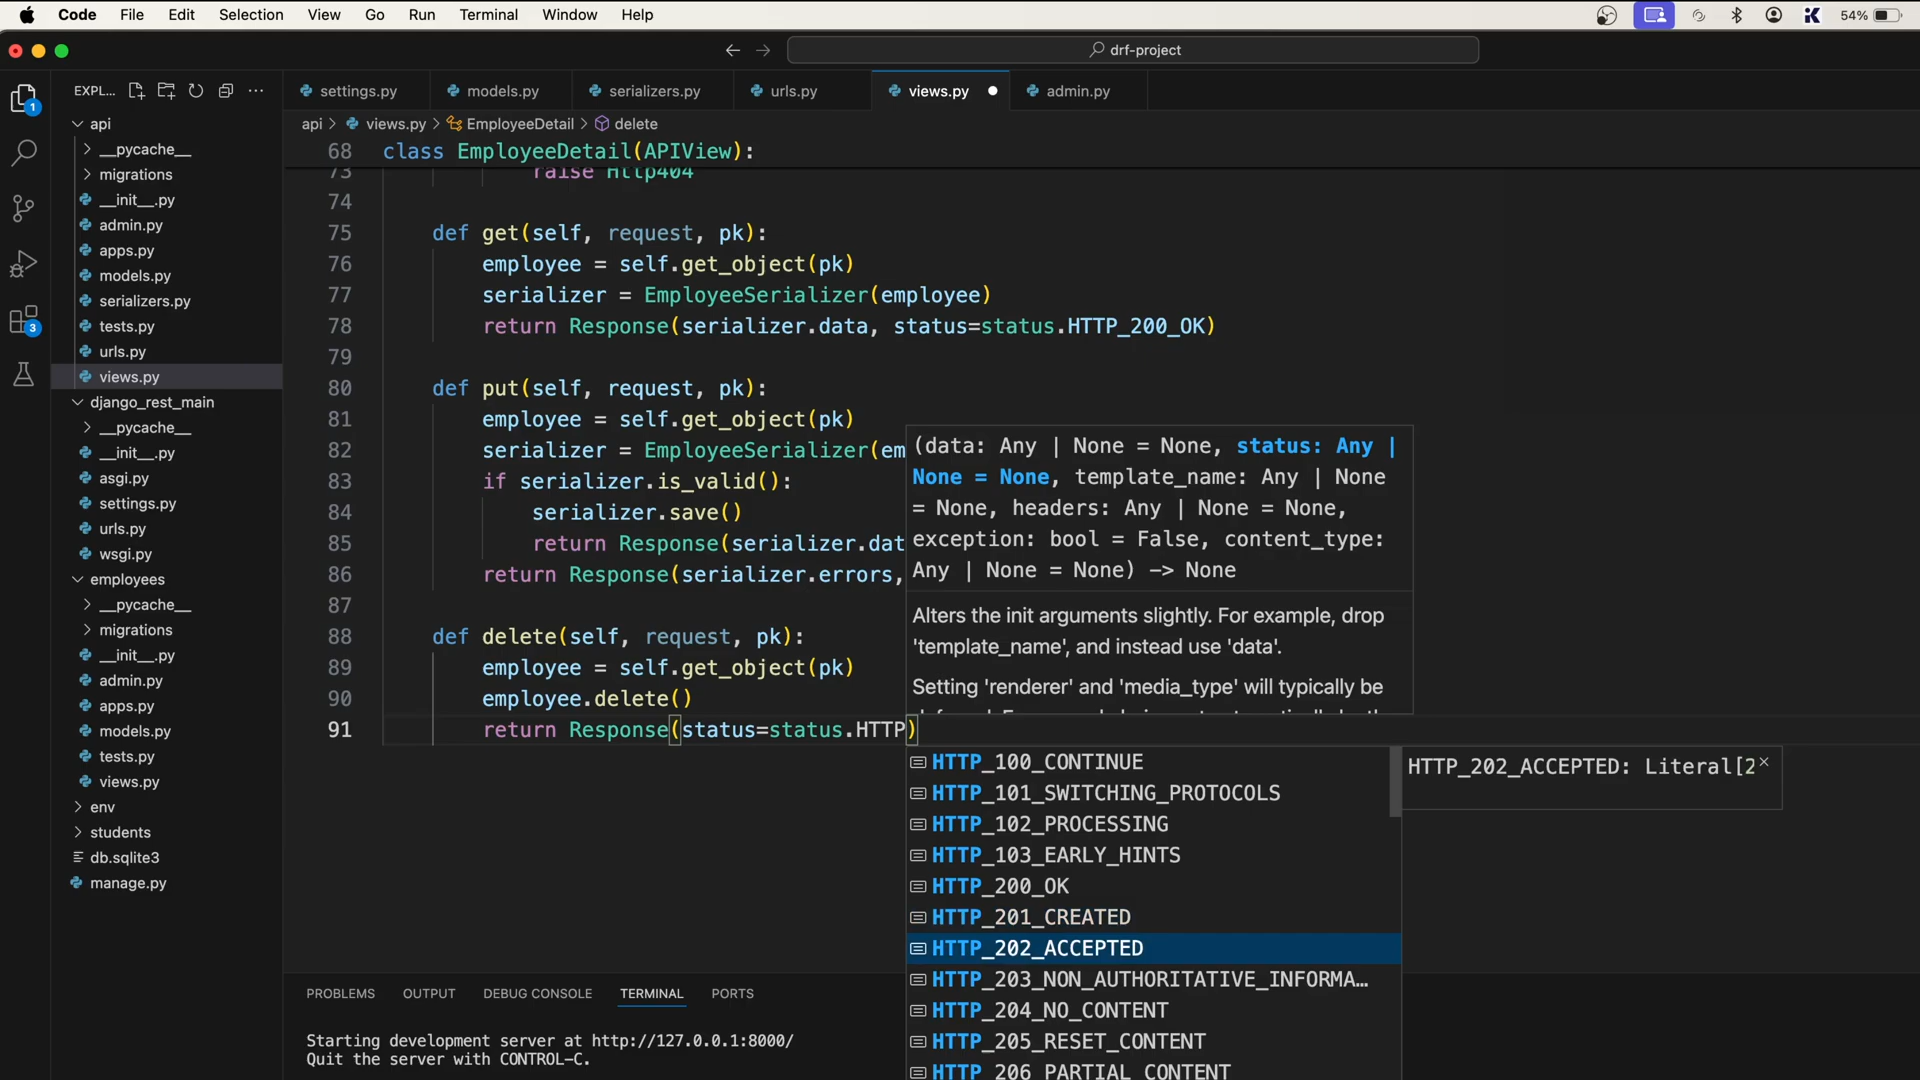 Code File Edit Selection View Go Run Terminal Window Help 54%
drf-project
EXPL...
1
3
api
__pycache__
migrations
__init__.py
admin.py
apps.py
models.py
serializers.py
tests.py
urls.py
views.py
django_rest_main
__pycache__
__init__.py
asgi.py
settings.py
urls.py
wsgi.py
employees
__pycache__
migrations
__init__.py
admin.py
apps.py
models.py
tests.py
views.py
env
students
db.sqlite3
manage.py
settings.py models.py serializers.py urls.py views.py admin.py
api > views.py > EmployeeDetail > delete
68 class EmployeeDetail(APIView):
73 raise Http404
74
75 def get(self, request, pk):
76 employee = self.get_object(pk)
77 serializer = EmployeeSerializer(employee)
78 return Response(serializer.data, status=status.HTTP_200_OK)
79
80 def put(self, request, pk):
81 employee = self.get_object(pk)
82 serializer = EmployeeSerializer(em
83 if serializer.is_valid():
84 serializer.save()
85 return Response(serializer.dat
86 return Response(serializer.errors,
87
88 def delete(self, request, pk):
89 employee = self.get_object(pk)
90 employee.delete()
91 return Response(status=status.HTTP)
(data: Any | None = None, status: Any |
None = None, template_name: Any | None
= None, headers: Any | None = None,
exception: bool = False, content_type:
Any | None = None) -> None
Alters the init arguments slightly. For example, drop
'template_name', and instead use 'data'.
Setting 'renderer' and 'media_type' will typically be
HTTP_100_CONTINUE
HTTP_101_SWITCHING_PROTOCOLS
HTTP_102_PROCESSING
HTTP_103_EARLY_HINTS
HTTP_200_OK
HTTP_201_CREATED
HTTP_202_ACCEPTED
HTTP_203_NON_AUTHORITATIVE_INFORMA…
HTTP_204_NO_CONTENT
HTTP_205_RESET_CONTENT
HTTP_206_PARTIAL_CONTENT
HTTP_202_ACCEPTED: Literal[2
PROBLEMS OUTPUT DEBUG CONSOLE TERMINAL PORTS
Starting development server at http://127.0.0.1:8000/
Quit the server with CONTROL-C.